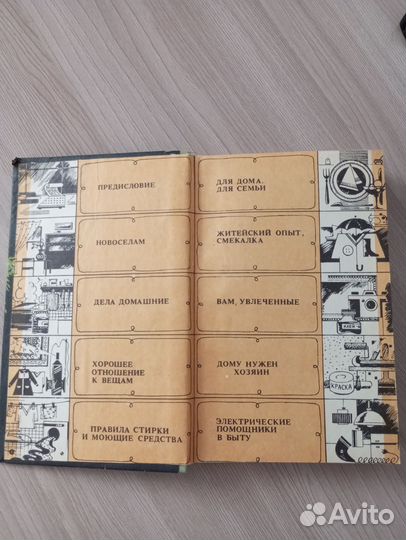 ПРЕДИСЛОВИЕ
НОВОСЕЛАМ
ДЕЛА ДОМАШНИЕ
ХОРОШЕЕ
ОТНОШЕНИЕ
К ВЕЩАМ
ПРАВИЛА СТИРКИ
И МОЮЩИЕ СРЕДСТВА
ДЛЯ ДОМА,
ДЛЯ СЕМЬИ
ЖИТЕЙСКИЙ ОПЫТ,
СМЕКАЛКА
ВАМ, УВЛЕЧЕННЫЕ
ДОМУ НУЖЕН
ХОЗЯИН
КРАСКА
ЭЛЕКТРИЧЕСКИЕ
ПОМОЩНИКИ
В БЫТУ
Avito